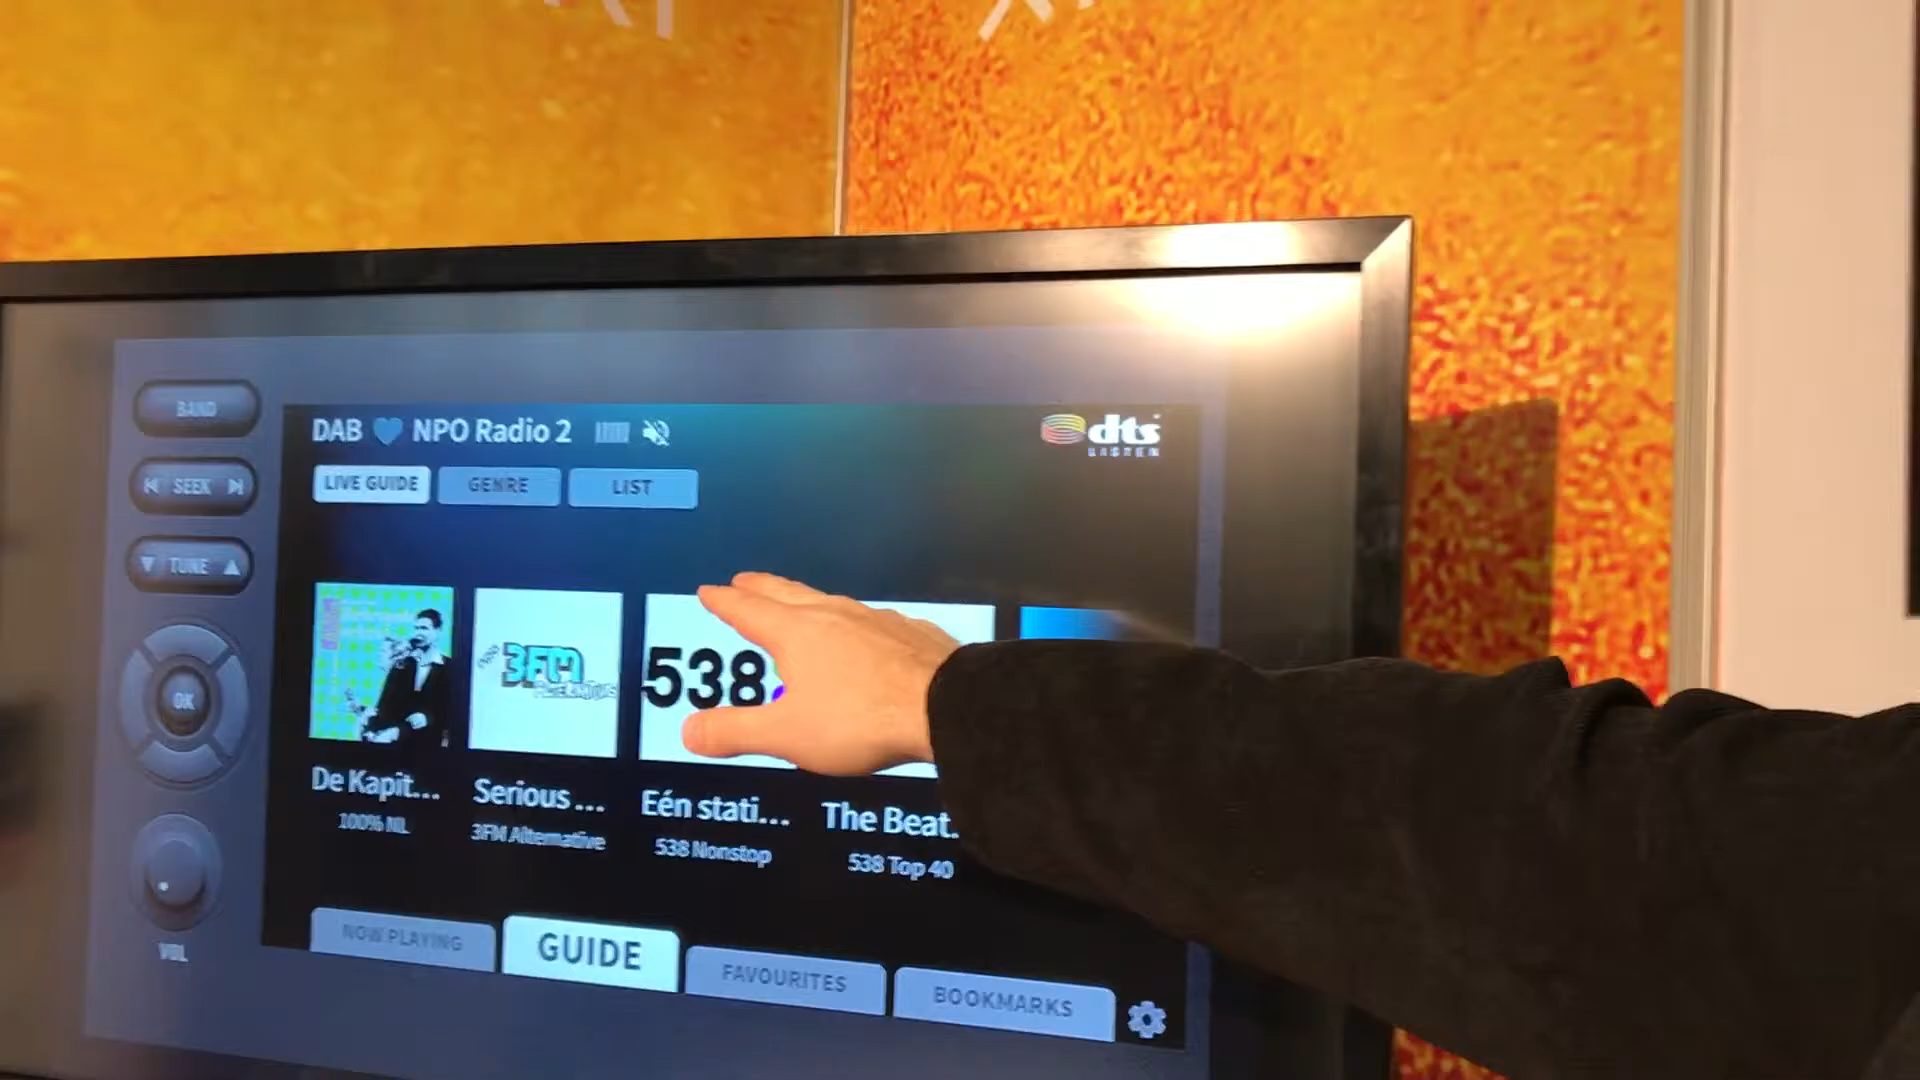 BAND
SEEK
TUNE
OK
VOL
DAB NPO Radio 2
dts
LISTEN
LIVE GUIDE
GENRE
LIST
3FM
538
De Kapit...
Serious ...
Eén stati...
The Beat.
100% NL
3FM Alternative
538 Nonstop
538 Top 40
NOW PLAYING
GUIDE
FAVOURITES
BOOKMARKS